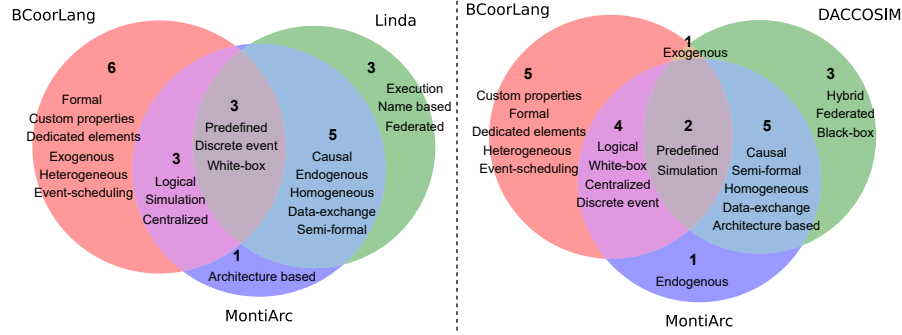 BCoorLang
Linda
6
Formal
Custom properties
Dedicated elements
Exogenous
Heterogeneous
Event-scheduling
3
Execution
Name based
Federated
3
Predefined
Discrete event
White-box
3
Logical
Simulation
Centralized
5
Causal
Endogenous
Homogeneous
Data-exchange
Semi-formal
1
Architecture based
MontiArc
BCoorLang
DACCOSIM
1
Exogenous
5
Custom properties
Formal
Dedicated elements
Heterogeneous
Event-scheduling
3
Hybrid
Federated
Black-box
4
Logical
White-box
Centralized
Discrete event
2
Predefined
Simulation
5
Causal
Semi-formal
Homogeneous
Data-exchange
Architecture based
1
Endogenous
MontiArc